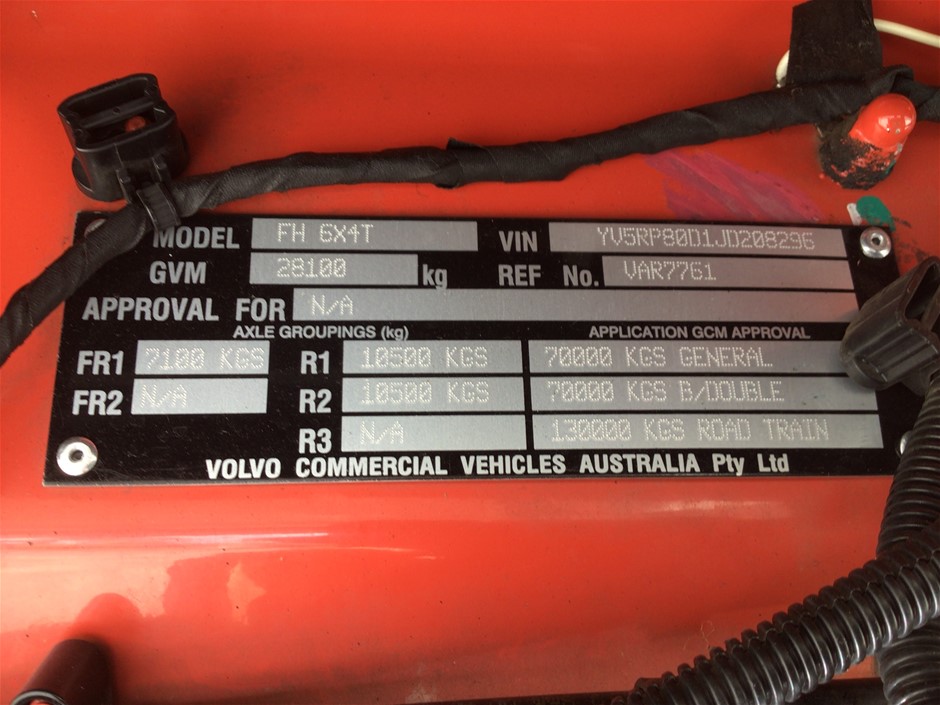 MODEL FH 6X4T VIN YV5RP80D1JD208296
GVM 28100 kg REF No. VAR7761
APPROVAL FOR N/A
AXLE GROUPINGS (kg) APPLICATION GCM APPROVAL
FR1 7100 KGS R1 10500 KGS 70000 KGS GENERAL
FR2 N/A R2 10500 KGS 70000 KGS B/DOUBLE
R3 N/A 130000 KGS ROAD TRAIN
VOLVO COMMERCIAL VEHICLES AUSTRALIA Pty Ltd